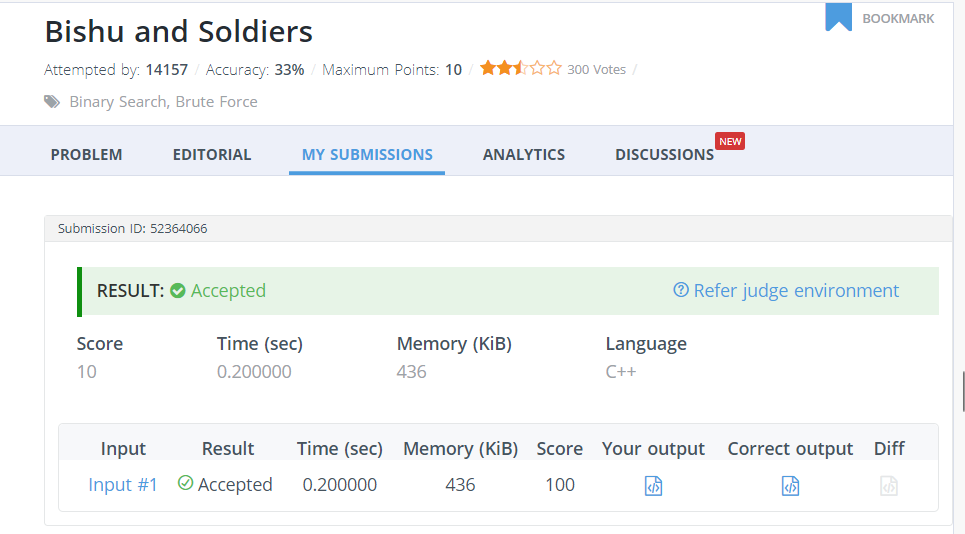 Bishu and Soldiers
BOOKMARK
Attempted by: 14157 / Accuracy: 33% / Maximum Points: 10 / 300 Votes /
Binary Search, Brute Force
PROBLEM EDITORIAL MY SUBMISSIONS ANALYTICS DISCUSSIONS NEW
Submission ID: 52364066
RESULT: Accepted Refer judge environment
Score Time (sec) Memory (KiB) Language
10 0.200000 436 C++
Input Result Time (sec) Memory (KiB) Score Your output Correct output Diff
Input #1 Accepted 0.200000 436 100